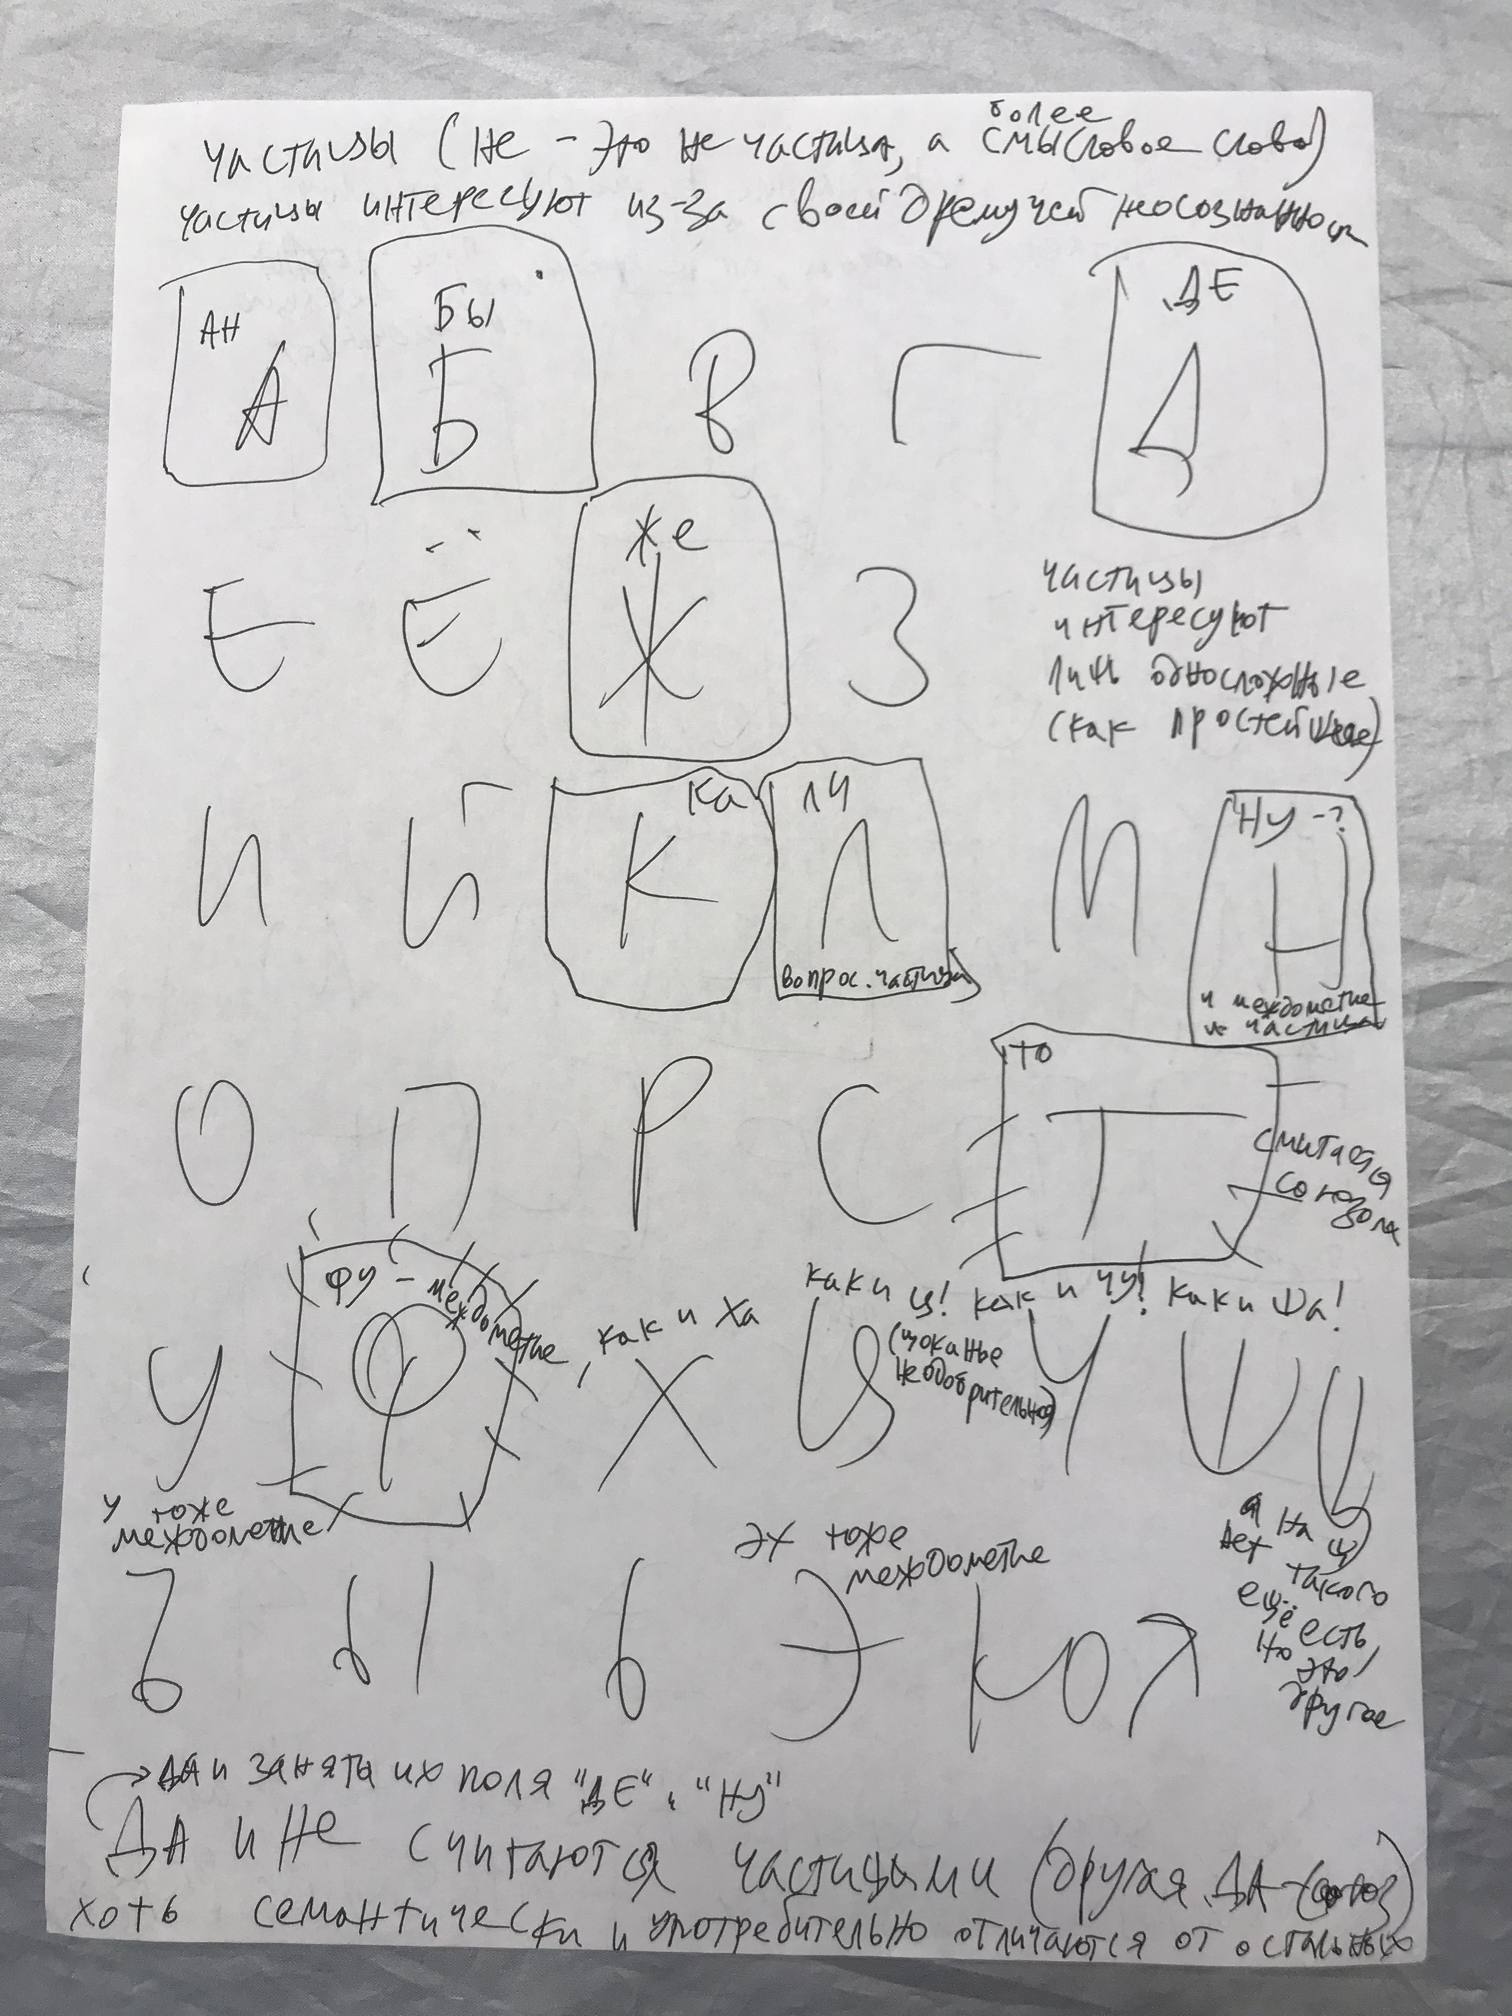 более
частицы (не - это не частица, а смысловое слово)
частицы интересуют из-за своей дремучей неосознанности
АН
А
БЫ
Б
В
Г
ДЕ
Д
Е
Ё
Же
Ж
З
частицы
интересуют
лишь односложные
(как простейшие)
И
Й
Ка
К
ЛИ
Л
вопрос. частица
М
НУ -?
Н
и междометие
и частица
О
П
Р
С
ТО
Т
считается
союзом
У
у тоже
междометие
ФУ - междометие
Ф
, как и ха
Х
как и ц!
Ц
(цоканье
неодобрительное)
как и чу!
Ч
как и Ша!
Ш
Щ
а на щ
нет такого
ещё есть,
но это
другое
Ъ
Ы
Ь
эх тоже
междометие
Э
Ю
Я
да и заняты их поля "ДЕ" и "НУ"
ДА и НЕ считаются частицами (другая ДА - союз)
хоть семантически и употребительно отличаются от остальных